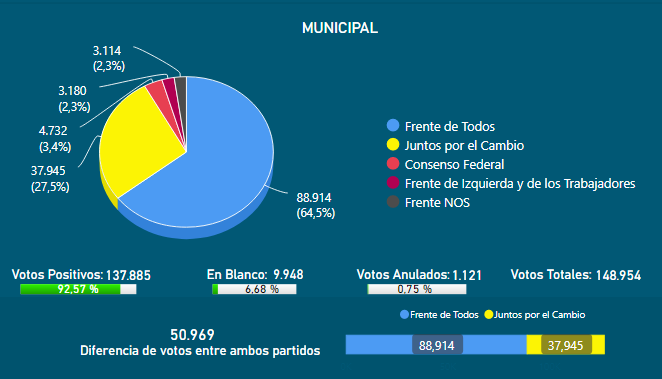 MUNICIPAL
3.114
(2,3%)
3.180
(2,3%)
4.732
(3,4%)
37.945
(27,5%)
88.914
(64,5%)
Frente de Todos
Juntos por el Cambio
Consenso Federal
Frente de Izquierda y de los Trabajadores
Frente NOS
Votos Positivos: 137.885
92,57 %
En Blanco: 9.948
6,68 %
Votos Anulados: 1.121
0,75 %
Votos Totales: 148.954
50.969
Diferencia de votos entre ambos partidos
Frente de Todos Juntos por el Cambio
88,914 37,945